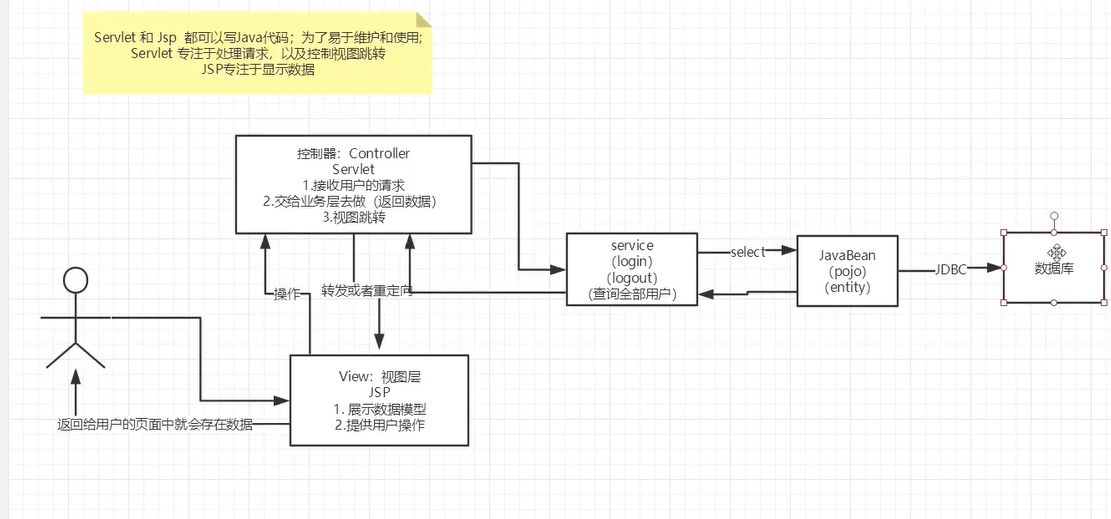 Servlet 和 Jsp 都可以写Java代码；为了易于维护和使用;
Servlet 专注于处理请求，以及控制视图跳转
JSP专注于显示数据
控制器：Controller
Servlet
1.接收用户的请求
2.交给业务层去做（返回数据）
3.视图跳转
service
(login)
(logout)
(查询全部用户）
select
JavaBean
(pojo)
(entity)
JDBC
数据库
操作
转发或者重定向
View：视图层
JSP
1. 展示数据模型
2.提供用户操作
返回给用户的页面中就会存在数据